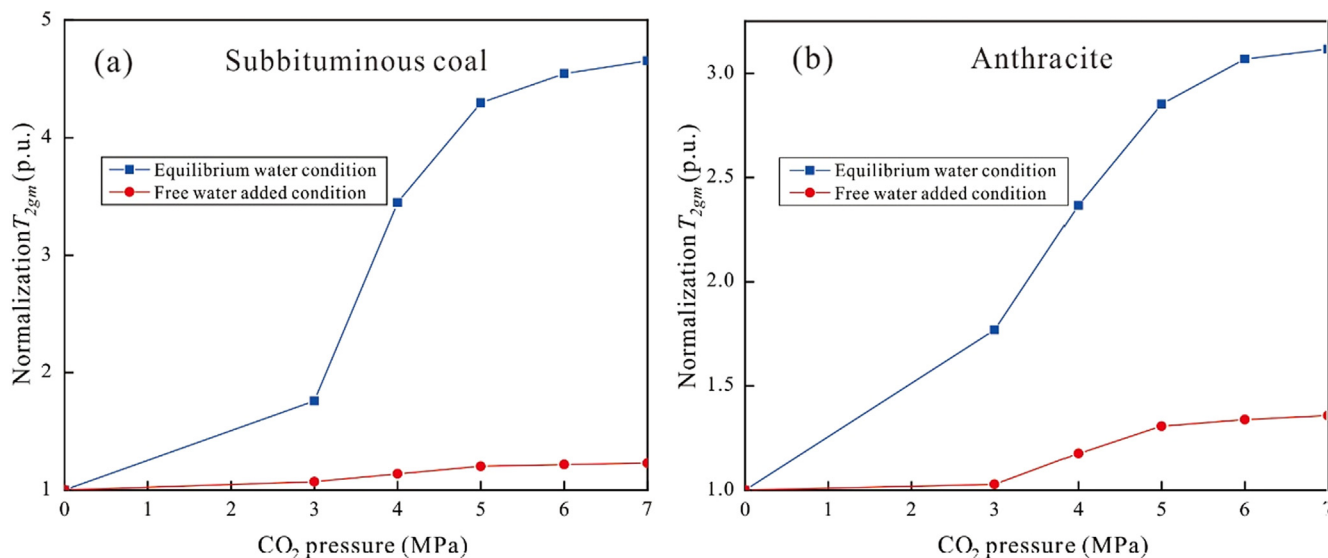 (a)
Subbituminous coal
Equilibrium water condition
Free water added condition
Normalization T2gm (p.u.)
5
4
3
2
1
0 1 2 3 4 5 6 7
CO2 pressure (MPa)
(b)
Anthracite
Equilibrium water condition
Free water added condition
Normalization T2gm (p.u.)
3.0
2.5
2.0
1.5
1.0
0 1 2 3 4 5 6 7
CO2 pressure (MPa)